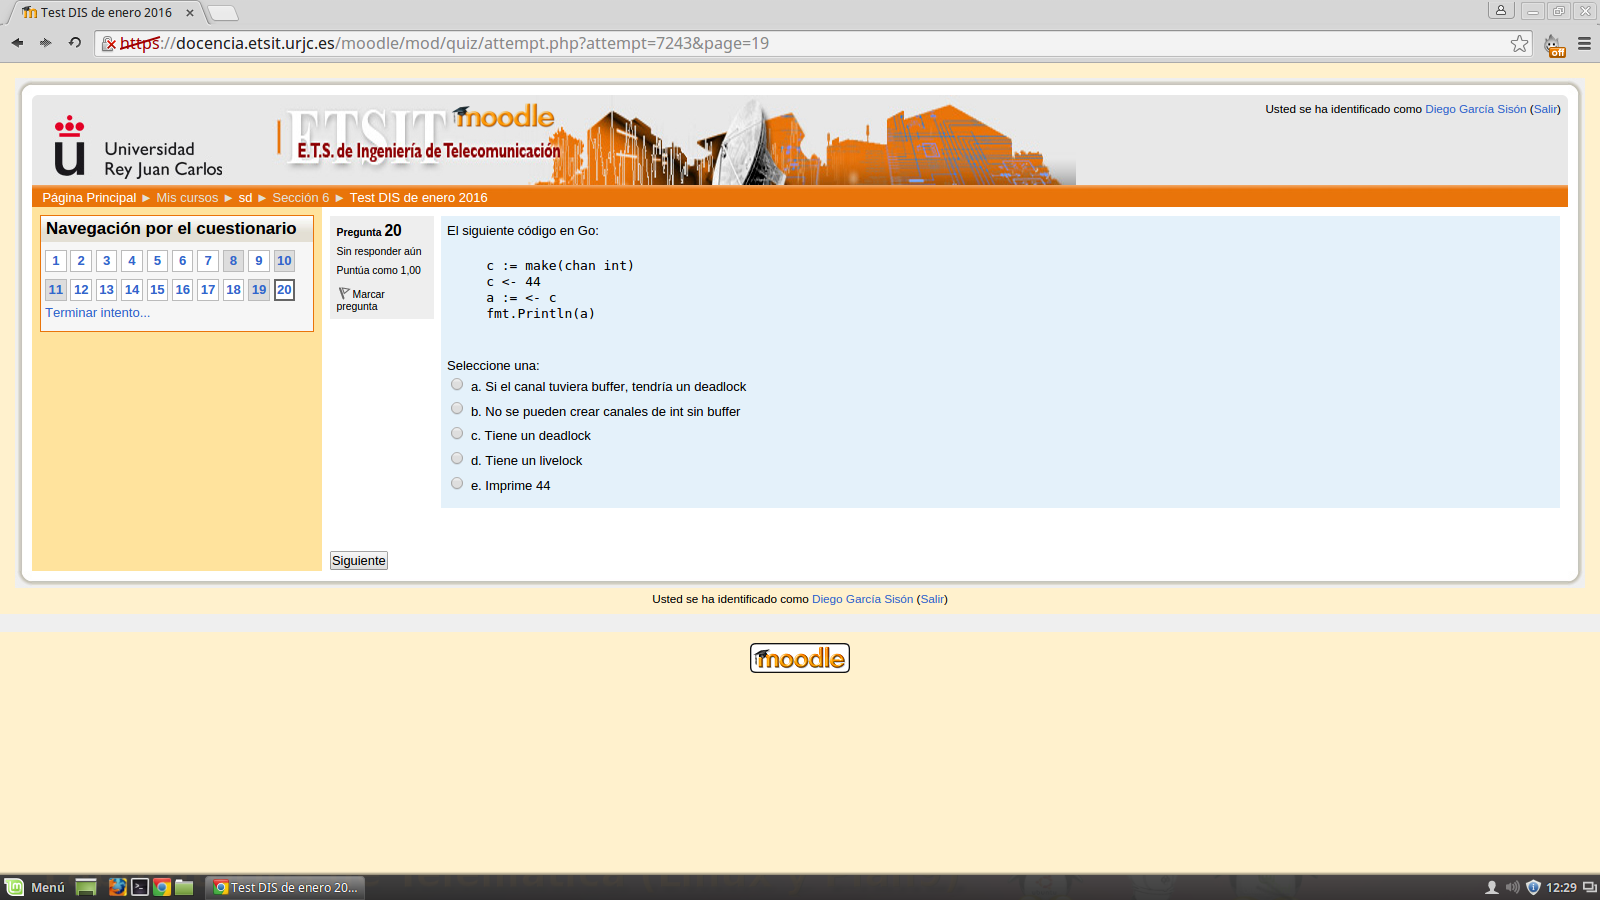 Test DIS de enero 2016
https://docencia.etsit.urjc.es/moodle/mod/quiz/attempt.php?attempt=7243&page=19
off
Universidad
Rey Juan Carlos
ETSIT moodle
E.T.S. de Ingeniería de Telecomunicación
Usted se ha identificado como Diego García Sisón (Salir)
Página Principal ► Mis cursos ► sd ► Sección 6 ► Test DIS de enero 2016
Navegación por el cuestionario
1 2 3 4 5 6 7 8 9 10
11 12 13 14 15 16 17 18 19 20
Terminar intento...
Pregunta 20
Sin responder aún
Puntúa como 1,00
Marcar
pregunta
El siguiente código en Go:
c := make(chan int)
c <- 44
a := <- c
fmt.Println(a)
Seleccione una:
a. Si el canal tuviera buffer, tendría un deadlock
b. No se pueden crear canales de int sin buffer
c. Tiene un deadlock
d. Tiene un livelock
e. Imprime 44
Siguiente
Usted se ha identificado como Diego García Sisón (Salir)
moodle
Menú
Test DIS de enero 20...
12:29